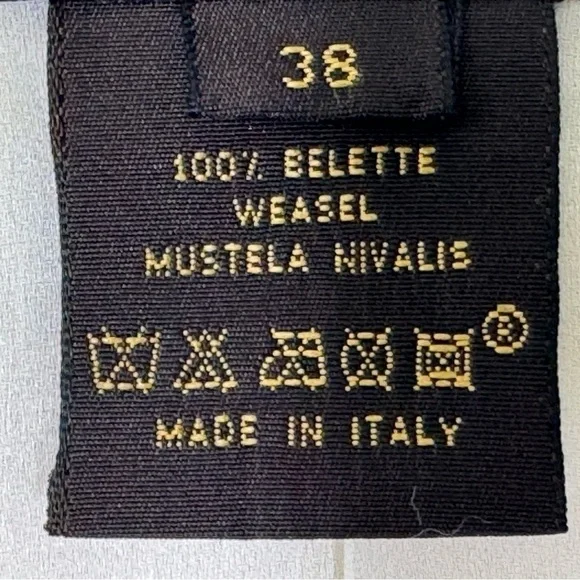 38
100% BELETTE
WEASEL
MUSTELA NIVALIS
®
MADE IN ITALY